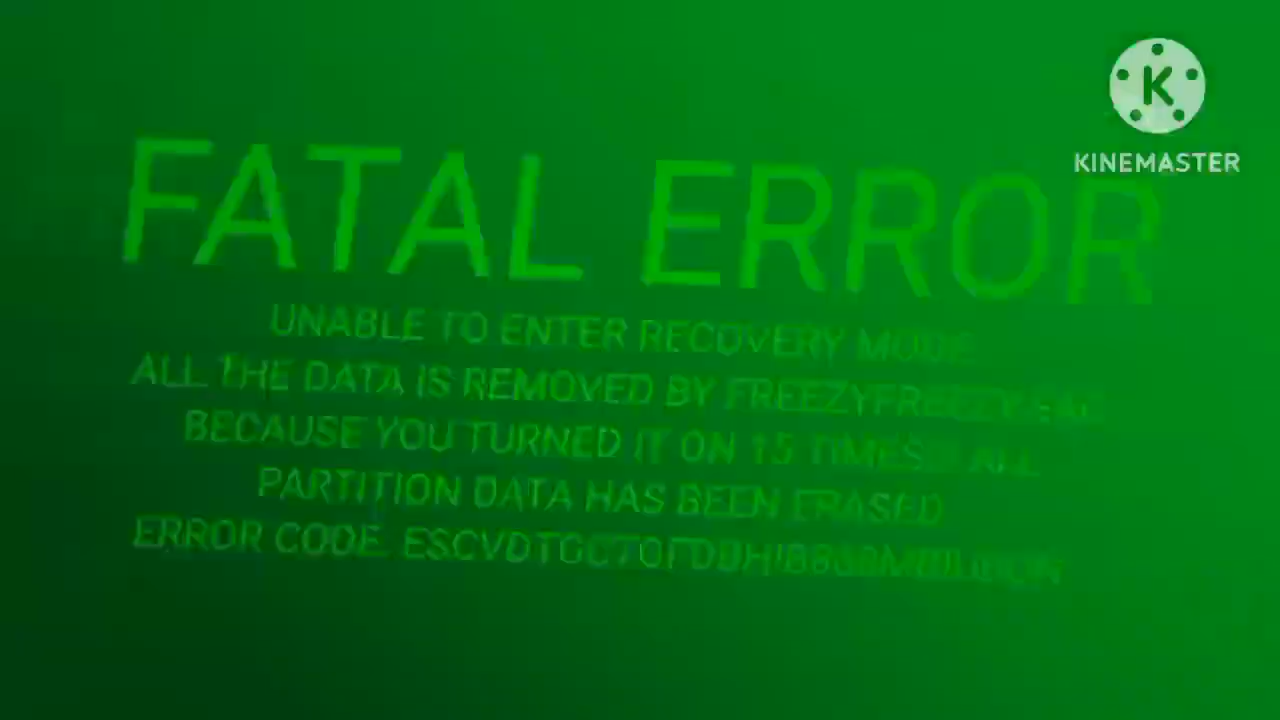 KINEMASTER
FATAL ERROR
UNABLE TO ENTER RECOVERY MODE
ALL THE DATA IS REMOVED BY
BECAUSE YOU TURNED IT ON 15 TIMES!! ALL
PARTITION DATA HAS BEEN ERASED
ERROR CODE: